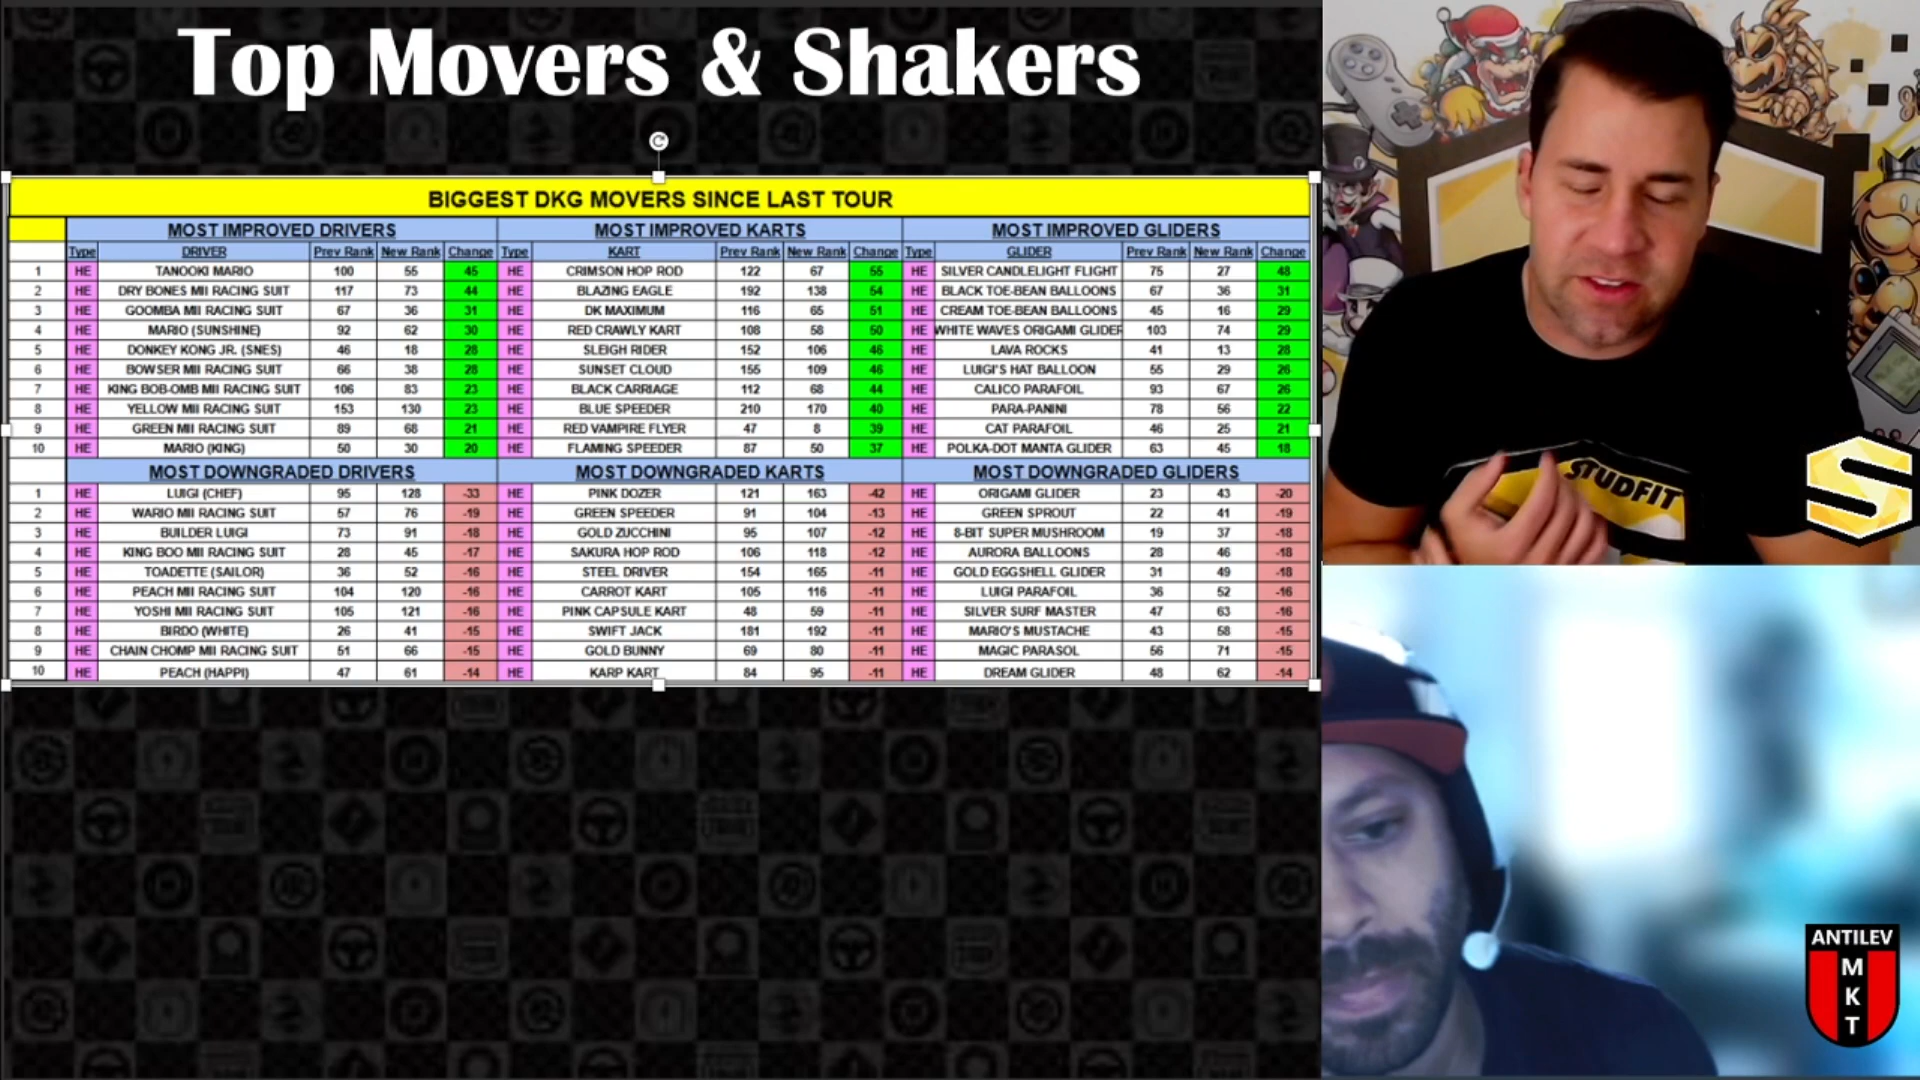 Top Movers & Shakers
BIGGEST DKG MOVERS SINCE LAST TOUR
MOST IMPROVED DRIVERS MOST IMPROVED KARTS MOST IMPROVED GLIDERS
Type DRIVER Prev Rank New Rank Change Type KART Prev Rank New Rank Change Type GLIDER Prev Rank New Rank Change
1 HE TANOOKI MARIO 100 55 45 HE CRIMSON HOP ROD 122 67 55 HE SILVER CANDLELIGHT FLIGHT 75 27 48
2 HE DRY BONES MII RACING SUIT 117 73 44 HE BLAZING EAGLE 192 138 54 HE BLACK TOE-BEAN BALLOONS 67 36 31
3 HE GOOMBA MII RACING SUIT 67 36 31 HE DK MAXIMUM 116 65 51 HE CREAM TOE-BEAN BALLOONS 45 16 29
4 HE MARIO (SUNSHINE) 92 62 30 HE RED CRAWLY KART 108 58 50 HE WHITE WAVES ORIGAMI GLIDER 103 74 29
5 HE DONKEY KONG JR. (SNES) 46 18 28 HE SLEIGH RIDER 152 106 46 HE LAVA ROCKS 41 13 28
6 HE BOWSER MII RACING SUIT 66 38 28 HE SUNSET CLOUD 155 109 46 HE LUIGI'S HAT BALLOON 55 29 26
7 HE KING BOB-OMB MII RACING SUIT 106 83 23 HE BLACK CARRIAGE 112 68 44 HE CALICO PARAFOIL 93 67 26
8 HE YELLOW MII RACING SUIT 153 130 23 HE BLUE SPEEDER 210 170 40 HE PARA-PANINI 78 56 22
9 HE GREEN MII RACING SUIT 89 68 21 HE RED VAMPIRE FLYER 47 8 39 HE CAT PARAFOIL 46 25 21
10 HE MARIO (KING) 50 30 20 HE FLAMING SPEEDER 87 50 37 HE POLKA-DOT MANTA GLIDER 63 45 18
MOST DOWNGRADED DRIVERS MOST DOWNGRADED KARTS MOST DOWNGRADED GLIDERS
1 HE LUIGI (CHEF) 95 128 -33 HE PINK DOZER 121 163 -42 HE ORIGAMI GLIDER 23 43 -20
2 HE WARIO MII RACING SUIT 57 76 -19 HE GREEN SPEEDER 91 104 -13 HE GREEN SPROUT 22 41 -19
3 HE BUILDER LUIGI 73 91 -18 HE GOLD ZUCCHINI 95 107 -12 HE 8-BIT SUPER MUSHROOM 19 37 -18
4 HE KING BOO MII RACING SUIT 28 45 -17 HE SAKURA HOP ROD 106 118 -12 HE AURORA BALLOONS 28 46 -18
5 HE TOADETTE (SAILOR) 36 52 -16 HE STEEL DRIVER 154 165 -11 HE GOLD EGGSHELL GLIDER 31 49 -18
6 HE PEACH MII RACING SUIT 104 120 -16 HE CARROT KART 105 116 -11 HE LUIGI PARAFOIL 36 52 -16
7 HE YOSHI MII RACING SUIT 105 121 -16 HE PINK CAPSULE KART 48 59 -11 HE SILVER SURF MASTER 47 63 -16
8 HE BIRDO (WHITE) 26 41 -15 HE SWIFT JACK 181 192 -11 HE MARIO'S MUSTACHE 43 58 -15
9 HE CHAIN CHOMP MII RACING SUIT 51 66 -15 HE GOLD BUNNY 69 80 -11 HE MAGIC PARASOL 56 71 -15
10 HE PEACH (HAPPI) 47 61 -14 HE KARP KART 84 95 -11 HE DREAM GLIDER 48 62 -14
STUDFIT
S
ANTILEV
M
K
T